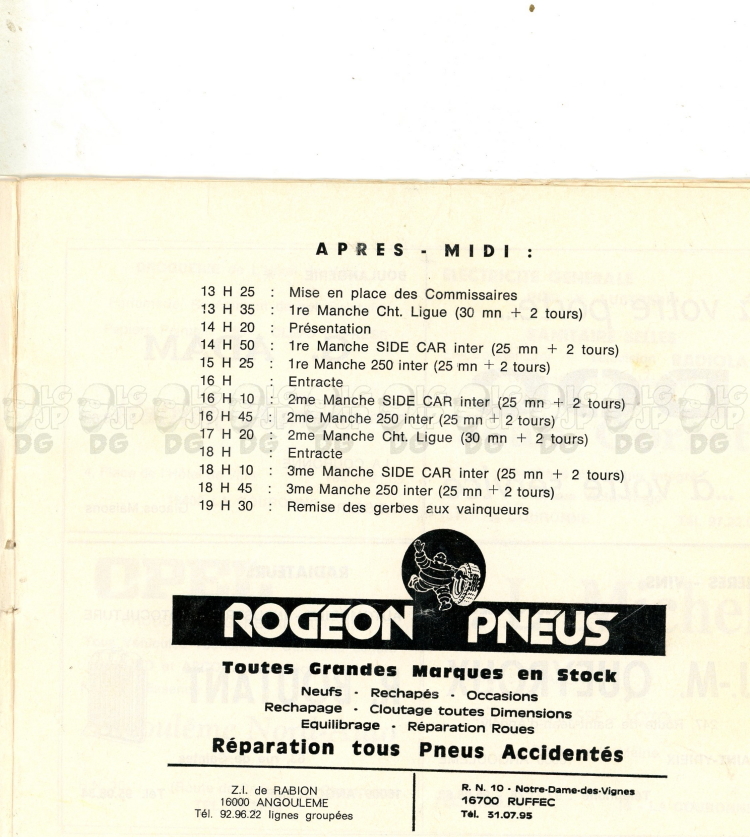 APRES - MIDI :
13 H 25 : Mise en place des Commissaires
13 H 35 : 1re Manche Cht. Ligue (30 mn + 2 tours)
14 H 20 : Présentation
14 H 50 : 1re Manche SIDE CAR inter (25 mn + 2 tours)
15 H 25 : 1re Manche 250 inter (25 mn + 2 tours)
16 H : Entracte
16 H 10 : 2me Manche SIDE CAR inter (25 mn + 2 tours)
16 H 45 : 2me Manche 250 inter (25 mn + 2 tours)
17 H 20 : 2me Manche Cht. Ligue (30 mn + 2 tours)
18 H : Entracte
18 H 10 : 3me Manche SIDE CAR inter (25 mn + 2 tours)
18 H 45 : 3me Manche 250 inter (25 mn + 2 tours)
19 H 30 : Remise des gerbes aux vainqueurs
ROGEON PNEUS
Toutes Grandes Marques en Stock
Neufs - Rechapés - Occasions
Rechapage - Cloutage toutes Dimensions
Equilibrage - Réparation Roues
Réparation tous Pneus Accidentés
Z.I. de RABION
16000 ANGOULEME
Tél. 92.96.22 lignes groupées
R. N. 10 - Notre-Dame-des-Vignes
16700 RUFFEC
Tél. 31.07.95